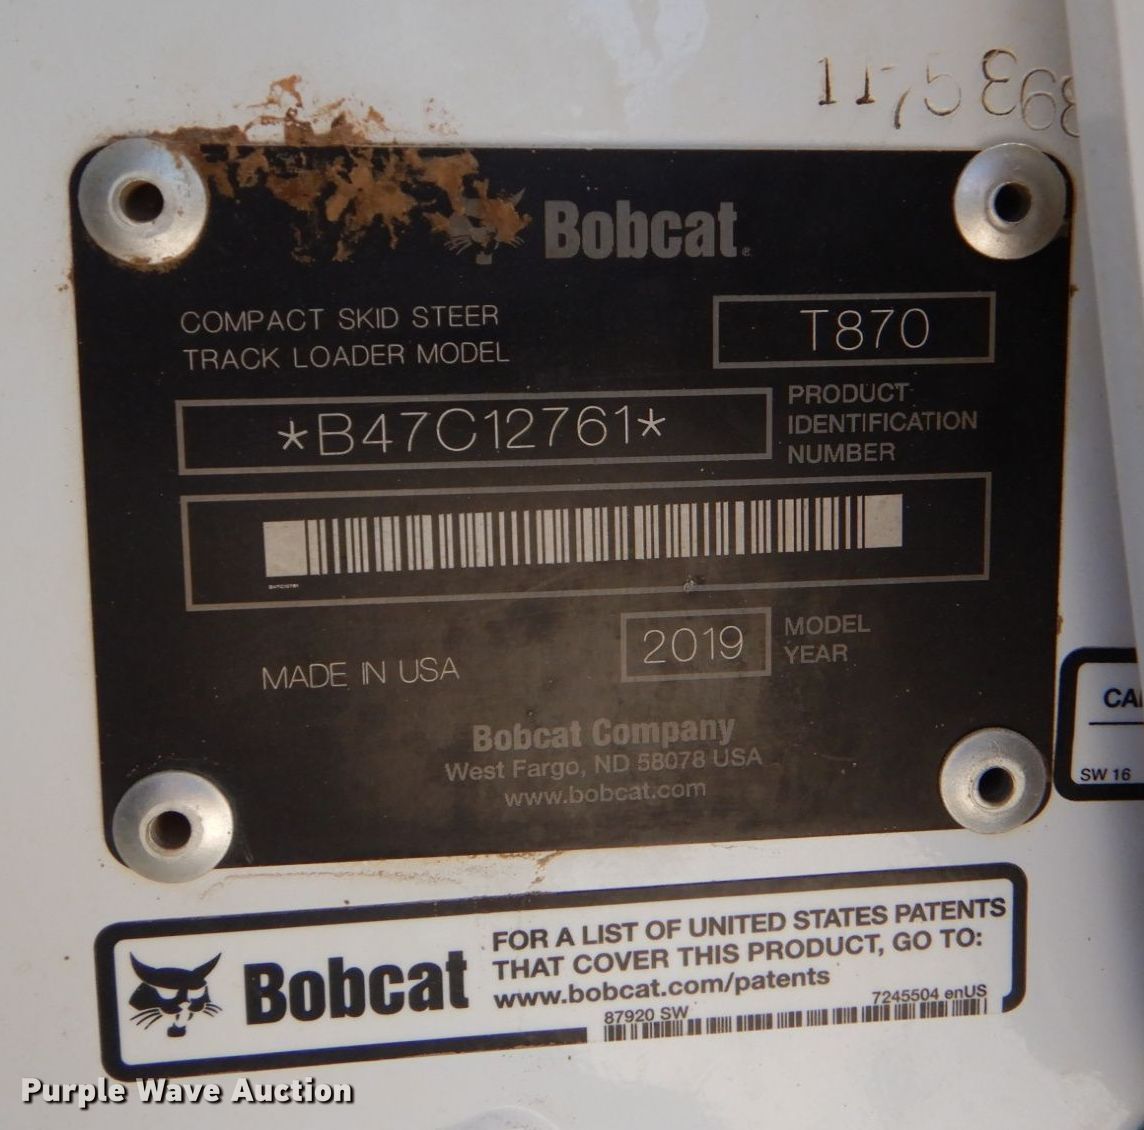 Bobcat®
COMPACT SKID STEER
TRACK LOADER MODEL
T870
*B47C12761*
PRODUCT
IDENTIFICATION
NUMBER
B47C12761
2019
MODEL
YEAR
MADE IN USA
Bobcat Company
West Fargo, ND 58078 USA
www.bobcat.com
SW 16
Bobcat
FOR A LIST OF UNITED STATES PATENTS
THAT COVER THIS PRODUCT, GO TO:
www.bobcat.com/patents
87920 SW
7245504 enUS
Purple Wave Auction